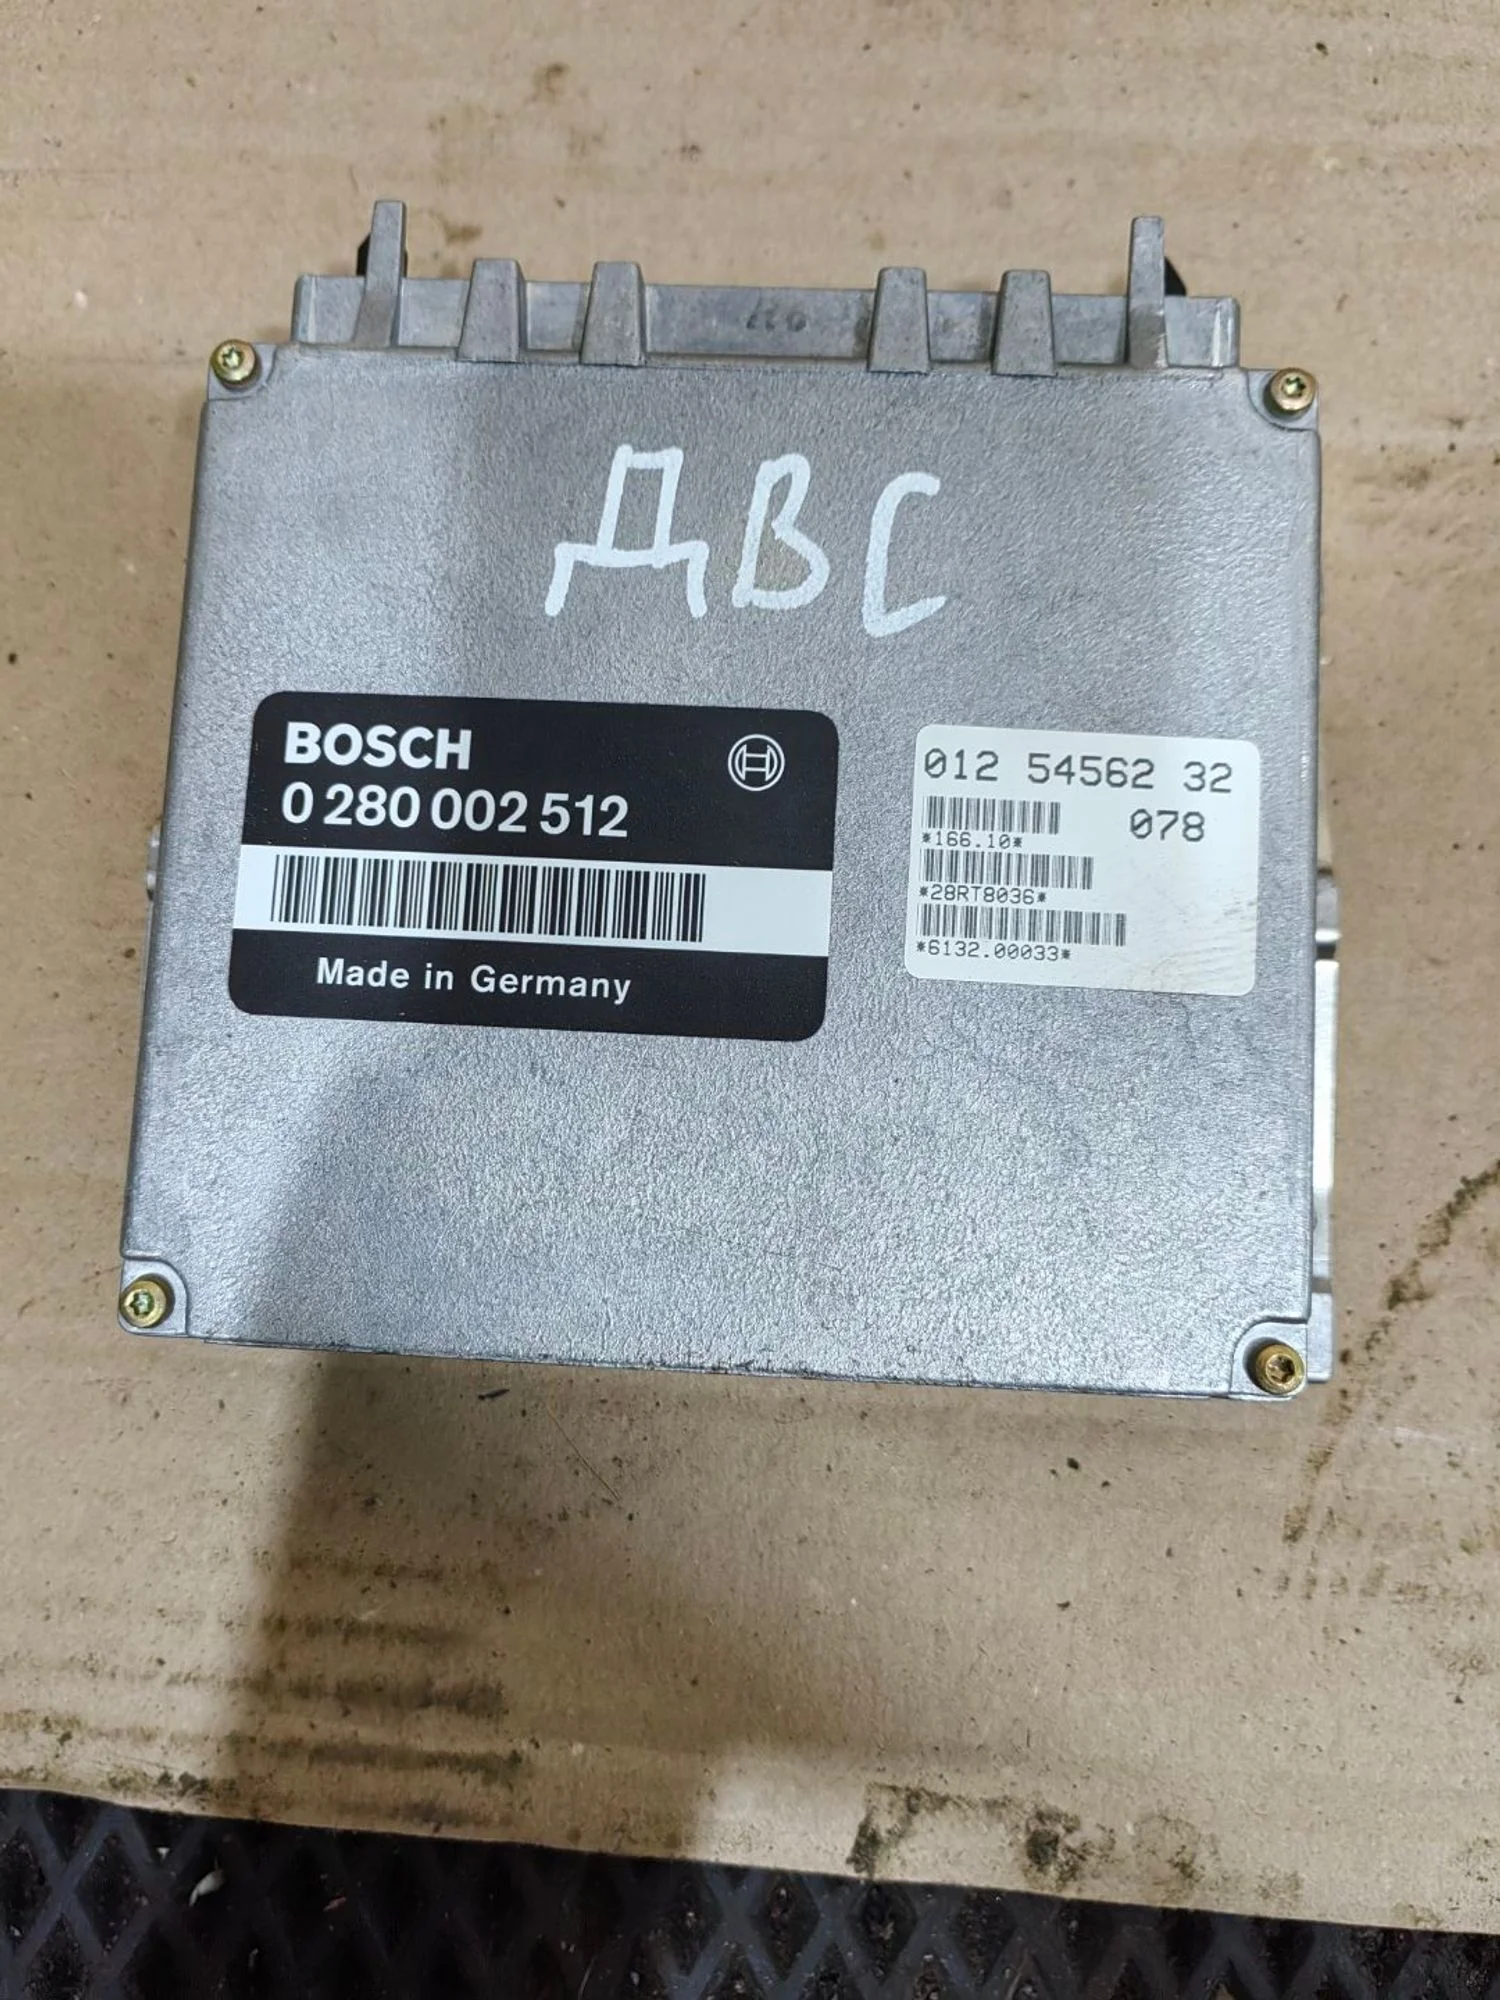 ДВС
BOSCH
0 280 002 512
Made in Germany
012 54562 32
078
*166.10*
*28RT8036*
*6132.00033*